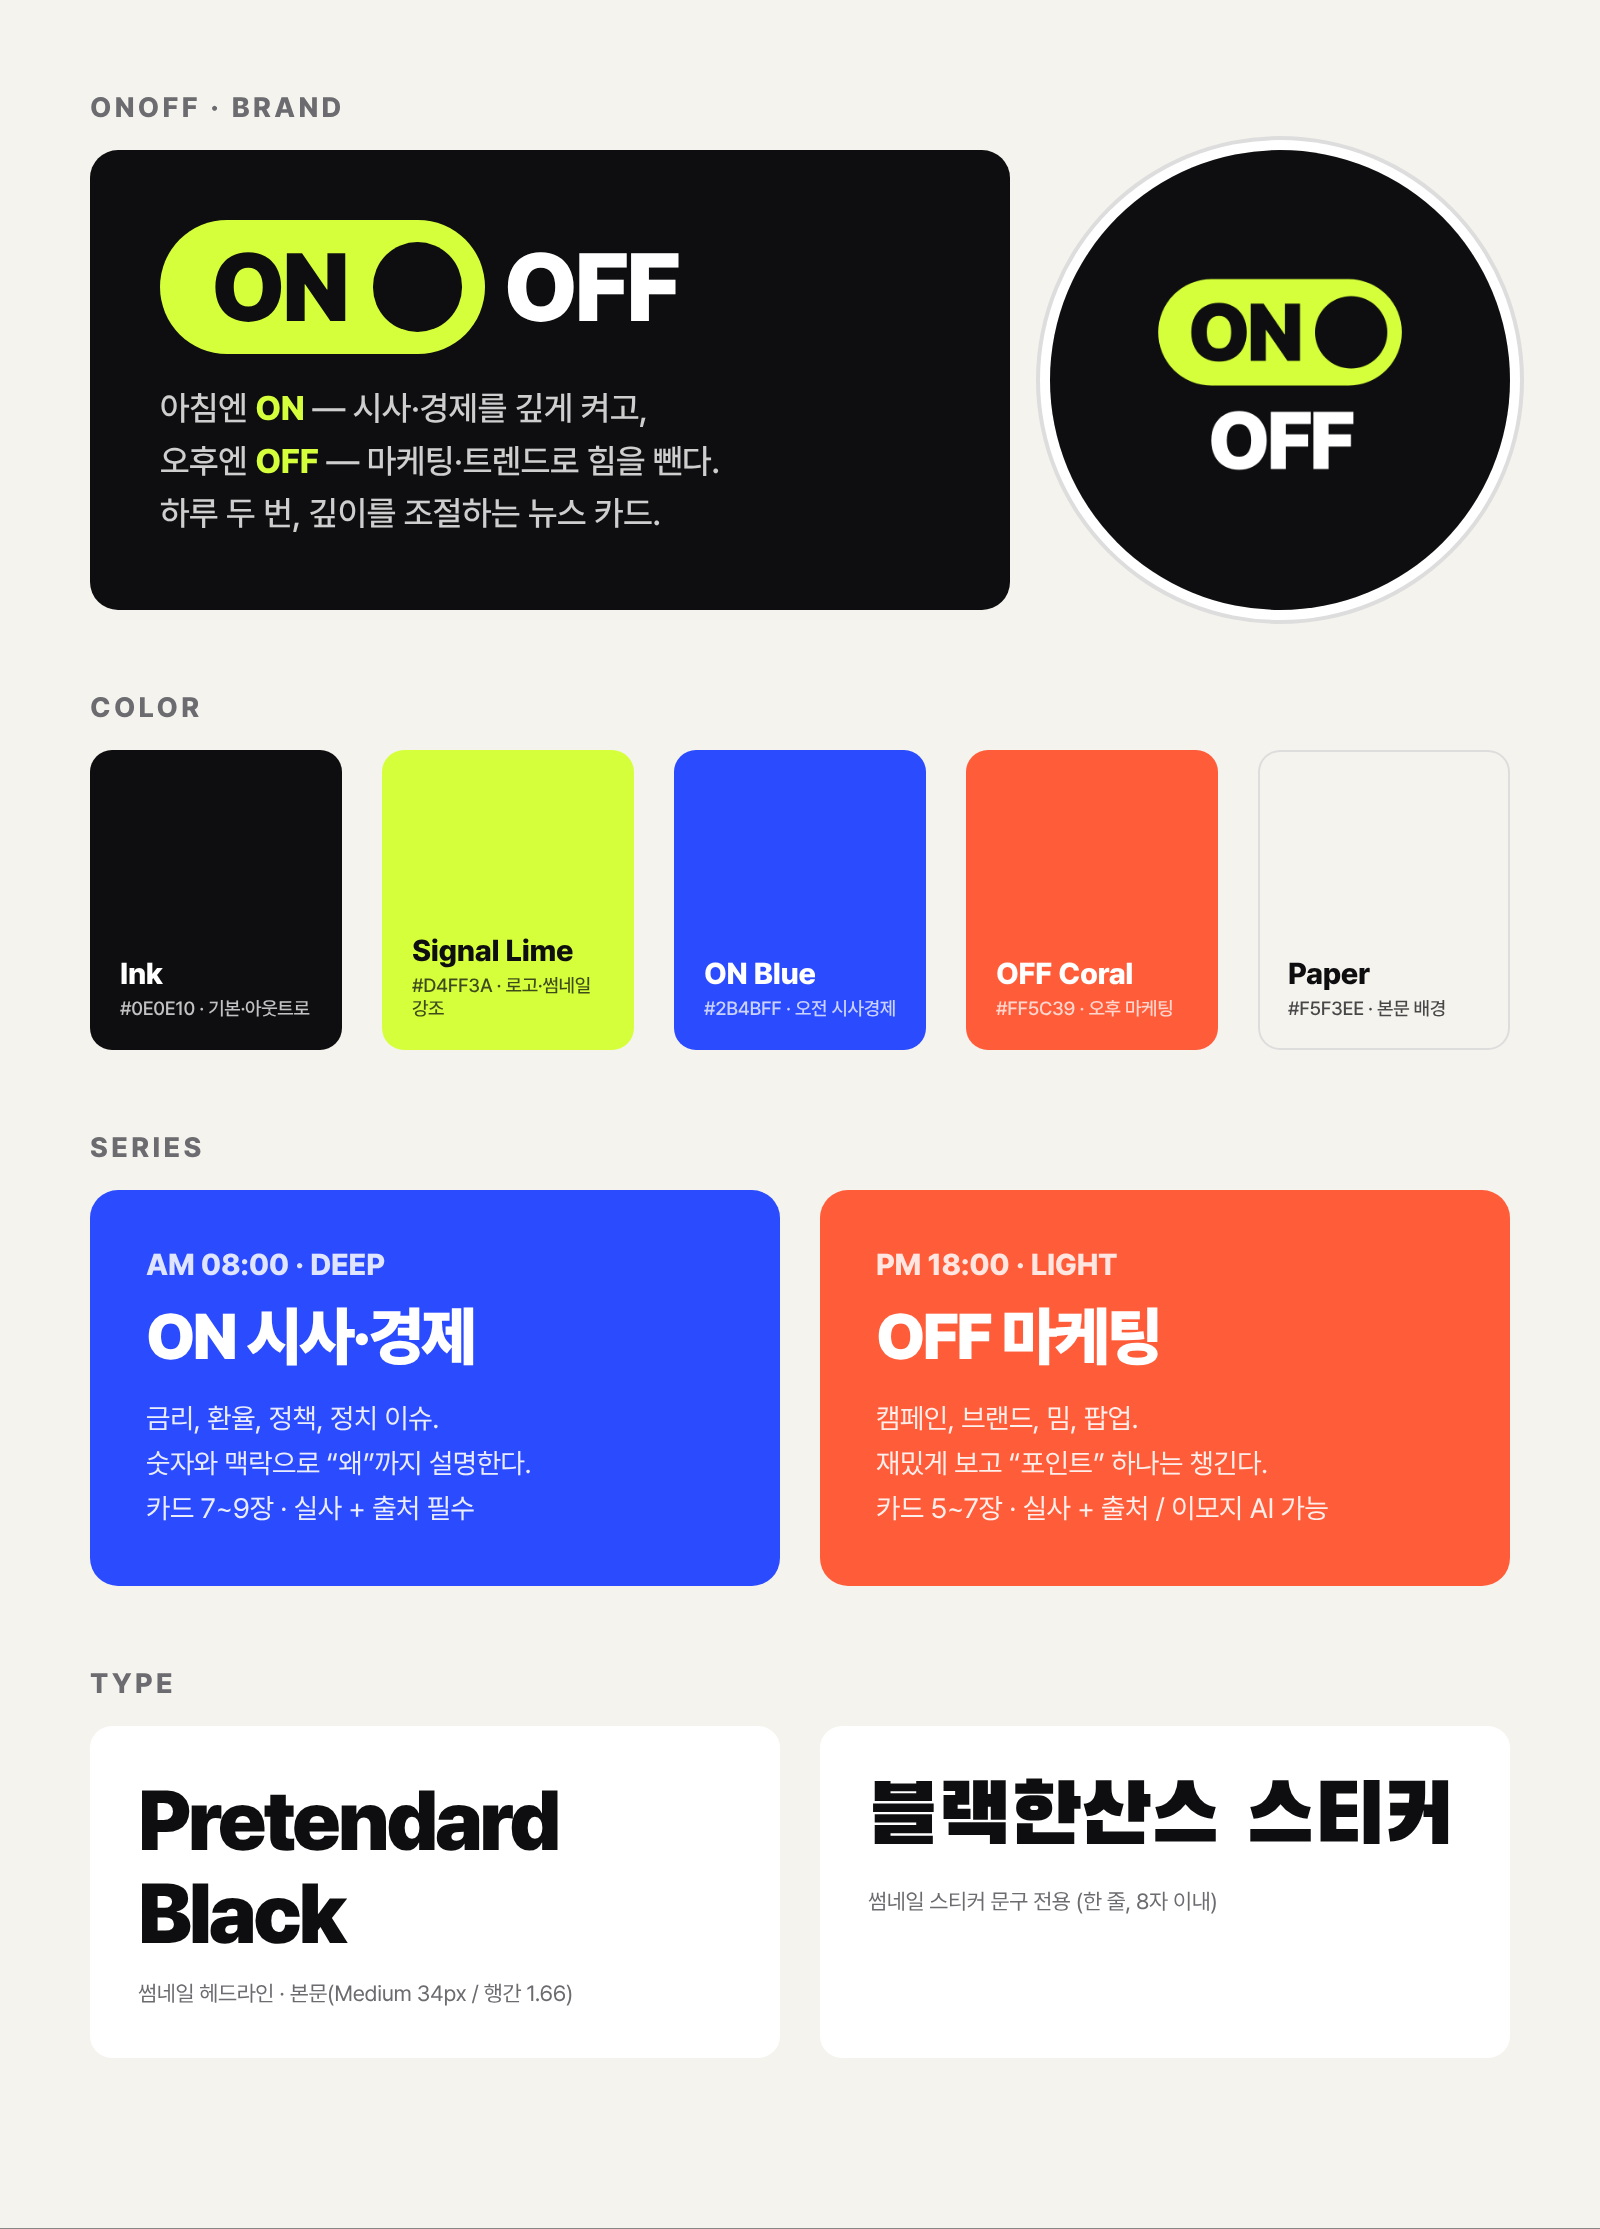 ONOFF · BRAND
ON OFF
아침엔 ON — 시사·경제를 깊게 켜고,
오후엔 OFF — 마케팅·트렌드로 힘을 뺀다.
하루 두 번, 깊이를 조절하는 뉴스 카드.
ON
OFF
COLOR
Ink
#0E0E10 · 기본·아웃트로
Signal Lime
#D4FF3A · 로고·썸네일
강조
ON Blue
#2B4BFF · 오전 시사경제
OFF Coral
#FF5C39 · 오후 마케팅
Paper
#F5F3EE · 본문 배경
SERIES
AM 08:00 · DEEP
ON 시사·경제
금리, 환율, 정책, 정치 이슈.
숫자와 맥락으로 “왜”까지 설명한다.
카드 7~9장 · 실사 + 출처 필수
PM 18:00 · LIGHT
OFF 마케팅
캠페인, 브랜드, 밈, 팝업.
재밌게 보고 “포인트” 하나는 챙긴다.
카드 5~7장 · 실사 + 출처 / 이모지 AI 가능
TYPE
Pretendard
Black
썸네일 헤드라인 · 본문(Medium 34px / 행간 1.66)
블랙한산스 스티커
썸네일 스티커 문구 전용 (한 줄, 8자 이내)